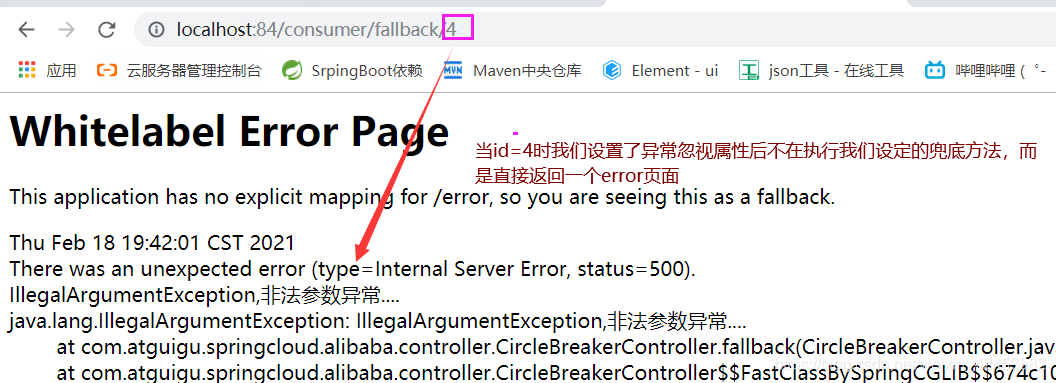 localhost:84/consumer/fallback/4
应用 云服务器管理控制台 SrpingBoot依赖 MVN Maven中央仓库 Element - ui json工具 - 在线工具 哔哩哔哩 ( ゜-
Whitelabel Error Page
当id=4时我们设置了异常忽视属性后不在执行我们设定的兜底方法，而
是直接返回一个error页面
This application has no explicit mapping for /error, so you are seeing this as a fallback.
Thu Feb 18 19:42:01 CST 2021
There was an unexpected error (type=Internal Server Error, status=500).
IllegalArgumentException,非法参数异常....
java.lang.IllegalArgumentException: IllegalArgumentException,非法参数异常....
at com.atguigu.springcloud.alibaba.controller.CircleBreakerController.fallback(CircleBreakerController.jav
at com.atguigu.springcloud.alibaba.controller.CircleBreakerController$$FastClassBySpringCGLIB$$674c10